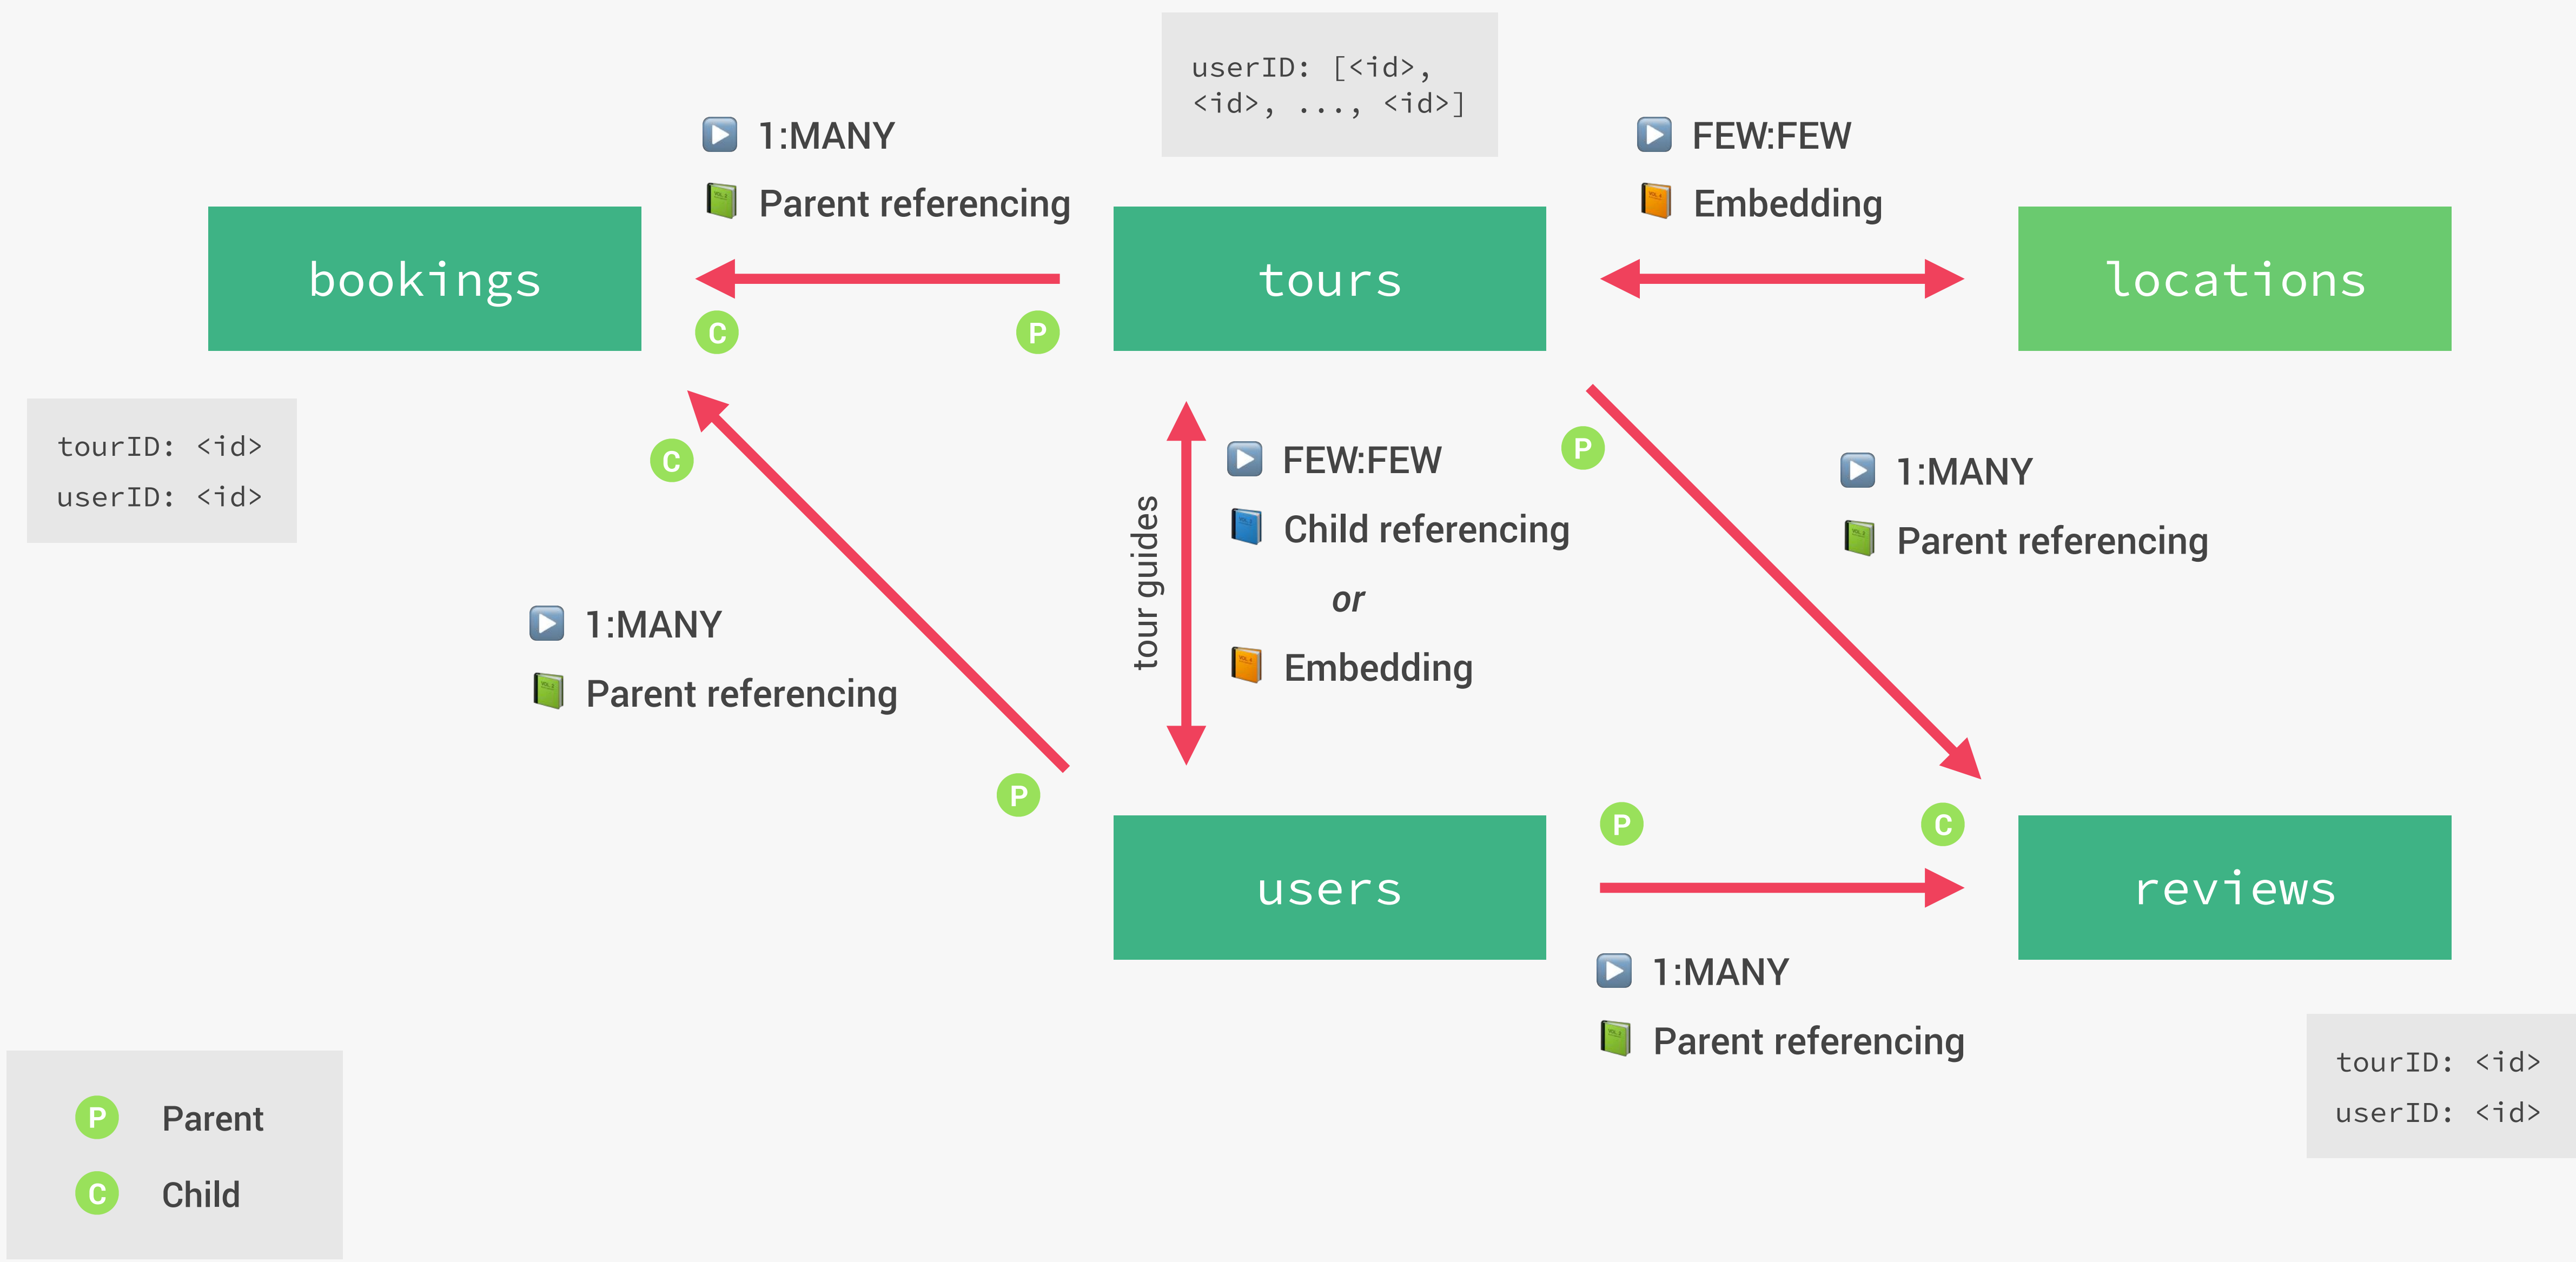 userID: [<id>,
<id>, ..., <id>]
1:MANY
Parent referencing
FEW:FEW
Embedding
bookings
tours
locations
C
P
tourID: <id>
userID: <id>
C
1:MANY
Parent referencing
P
tour guides
FEW:FEW
Child referencing
or
Embedding
P
1:MANY
Parent referencing
users
P
C
reviews
1:MANY
Parent referencing
tourID: <id>
userID: <id>
P Parent
C Child